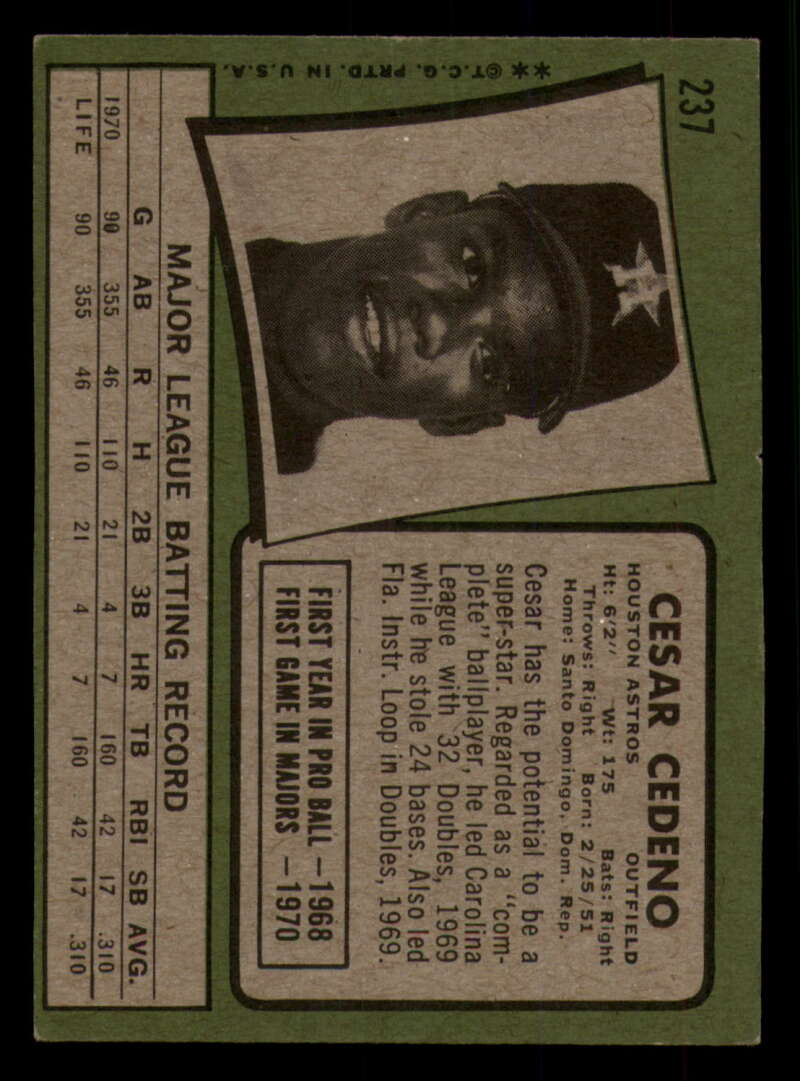 237
**©T.C.G. PRTD. IN U.S.A.
CESAR CEDENO
HOUSTON ASTROS OUTFIELD
Ht: 6'2" Wt: 175 Bats: Right
Throws: Right Born: 2/25/51
Home: Santo Domingo, Dom. Rep.
Cesar has the potential to be a
super-star. Regarded as a "com-
plete" ballplayer, he led Carolina
League with 32 Doubles, 1969
while he stole 24 bases. Also led
Fla. Instr. Loop in Doubles, 1969.
FIRST YEAR IN PRO BALL —1968
FIRST GAME IN MAJORS —1970
MAJOR LEAGUE BATTING RECORD
G AB R H 2B 3B HR TB RBI SB AVG.
1970 90 355 46 110 21 4 7 160 42 17 .310
LIFE 90 355 46 110 21 4 7 160 42 17 .310